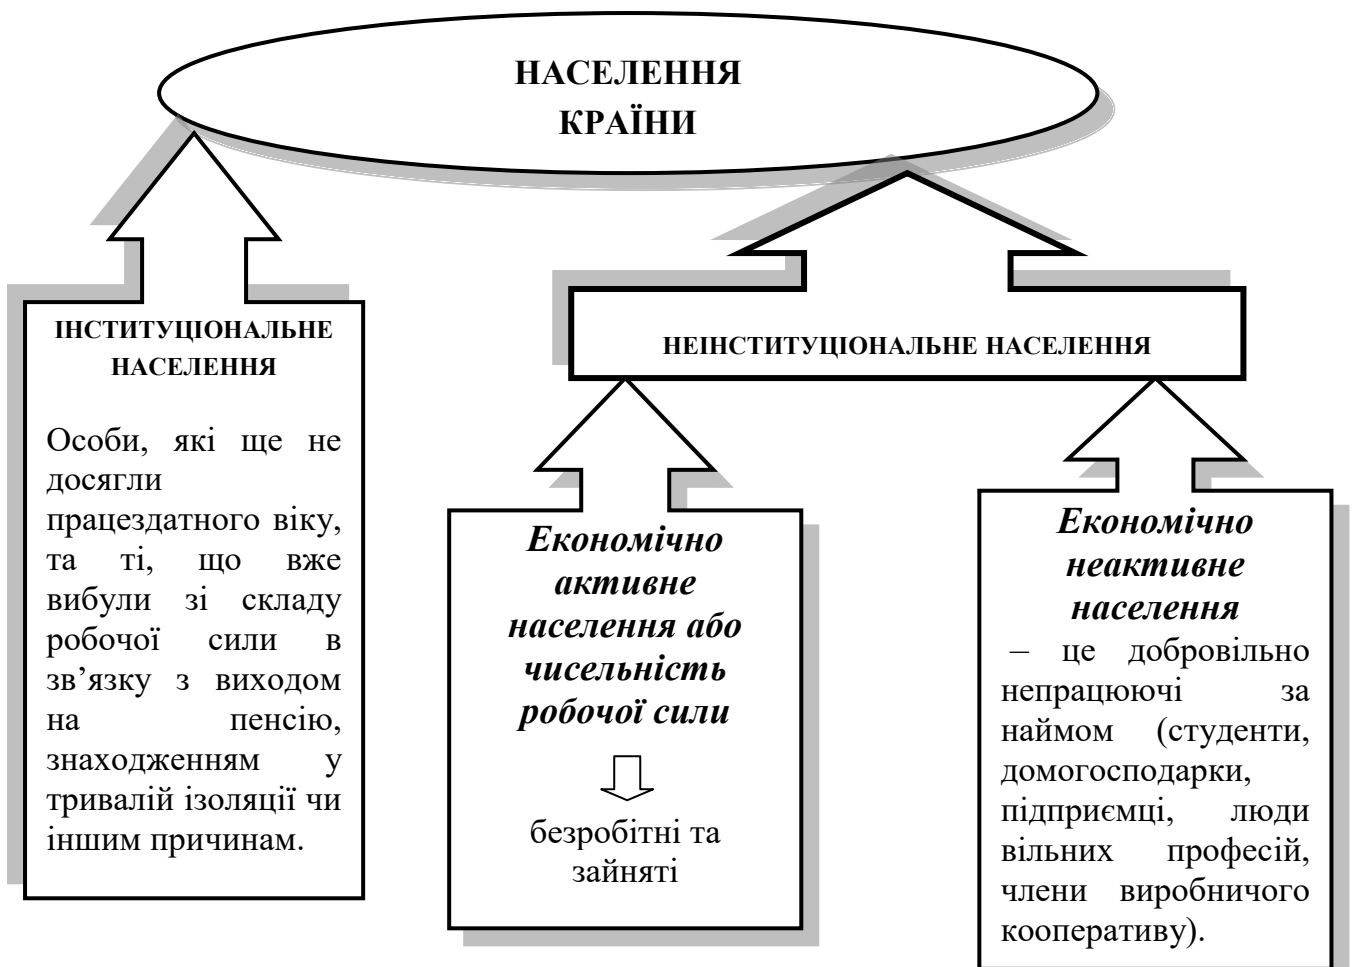 НАСЕЛЕННЯ
КРАЇНИ
ІНСТИТУЦІОНАЛЬНЕ
НАСЕЛЕННЯ
Особи, які ще не
досягли
працездатного віку,
та ті, що вже
вибули зі складу
робочої сили в
зв’язку з виходом
на пенсію,
знаходженням у
тривалій ізоляції чи
іншим причинам.
НЕІНСТИТУЦІОНАЛЬНЕ НАСЕЛЕННЯ
Економічно
активне
населення або
чисельність
робочої сили
безробітні та
зайняті
Економічно
неактивне
населення
– це добровільно
непрацюючі за
наймом (студенти,
домогосподарки,
підприємці, люди
вільних професій,
члени виробничого
кооперативу).